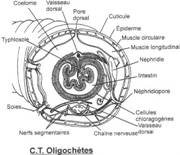 Coelome
Vaisseau
dorsal
Pore
dorsal
Cuticule
Epiderme
Muscle circulaire
Muscle longitudinal
Typhlosole
Néphridie
Intestin
Néphridiopore
Cellules
chloragogènes
Vaisseau
dorsal
Soies
Nerfs segmentaires
Chaîne nerveuse
C.T. Oligochètes